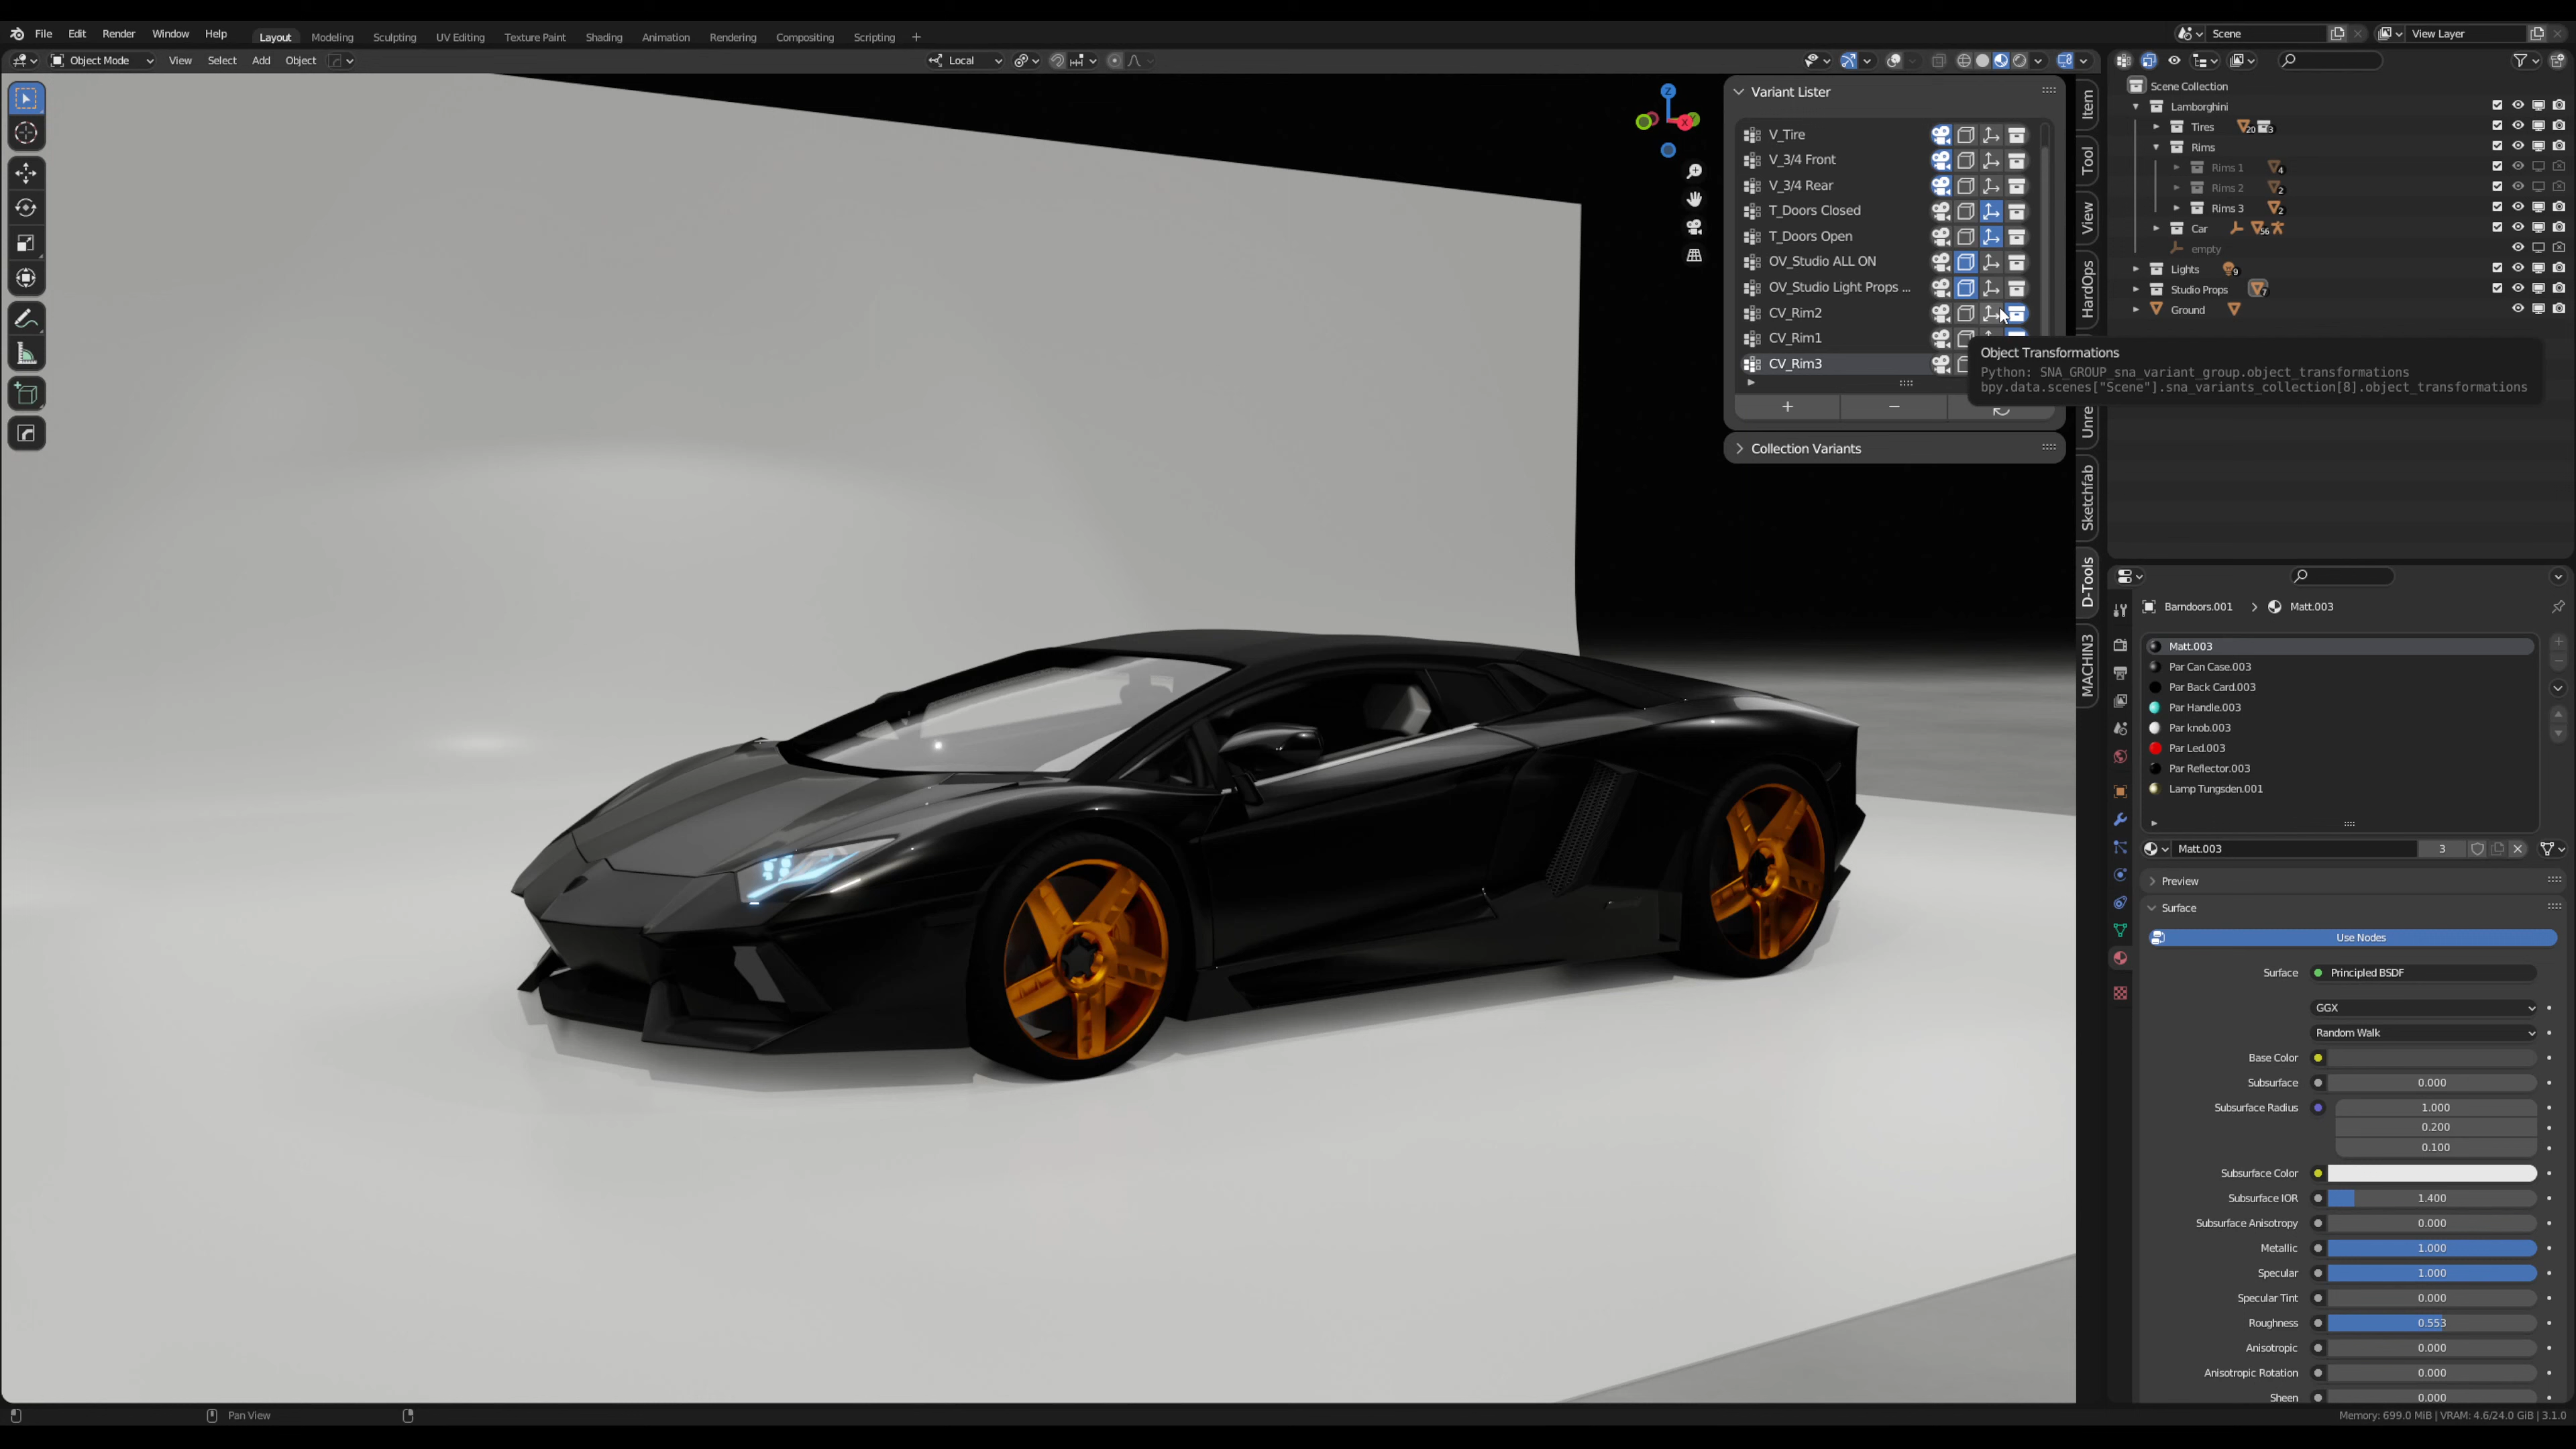 File Edit Render Window Help Layout Modeling Sculpting UV Editing Texture Paint Shading Animation Rendering Compositing Scripting + Scene View Layer
Object Mode View Select Add Object Local
Variant Lister
V_Tire
V_3/4 Front
V_3/4 Rear
T_Doors Closed
T_Doors Open
OV_Studio ALL ON
OV_Studio Light Props ...
CV_Rim2
CV_Rim1
CV_Rim3
Object Transformations
Python: SNA_GROUP_sna_variant_group.object_transformations
bpy.data.scenes["Scene"].sna_variants_collection[8].object_transformations
Collection Variants
Z
X
Item
Tool
View
HardOps
Unre
Sketchfab
D-Tools
MACHIN3
Scene Collection
Lamborghini
Tires 20 3
Rims
Rims 1 4
Rims 2 2
Rims 3 2
Car 56
empty
Lights 9
Studio Props 7
Ground
Barndoors.001 > Matt.003
Matt.003
Par Can Case.003
Par Back Card.003
Par Handle.003
Par knob.003
Par Led.003
Par Reflector.003
Lamp Tungsden.001
Matt.003 3
Preview
Surface
Use Nodes
Surface Principled BSDF
GGX
Random Walk
Base Color
Subsurface 0.000
Subsurface Radius 1.000
0.200
0.100
Subsurface Color
Subsurface IOR 1.400
Subsurface Anisotropy 0.000
Metallic 1.000
Specular 1.000
Specular Tint 0.000
Roughness 0.553
Anisotropic 0.000
Anisotropic Rotation 0.000
Sheen 0.000
Pan View
Memory: 699.0 MiB | VRAM: 4.6/24.0 GiB | 3.1.0